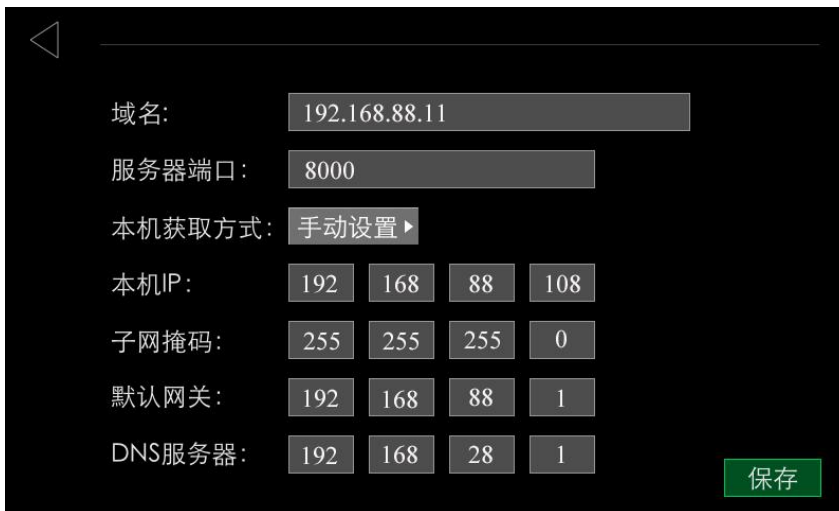 域名: 192.168.88.11
服务器端口: 8000
本机获取方式: 手动设置
本机IP: 192 168 88 108
子网掩码: 255 255 255 0
默认网关: 192 168 88 1
DNS服务器: 192 168 28 1
保存